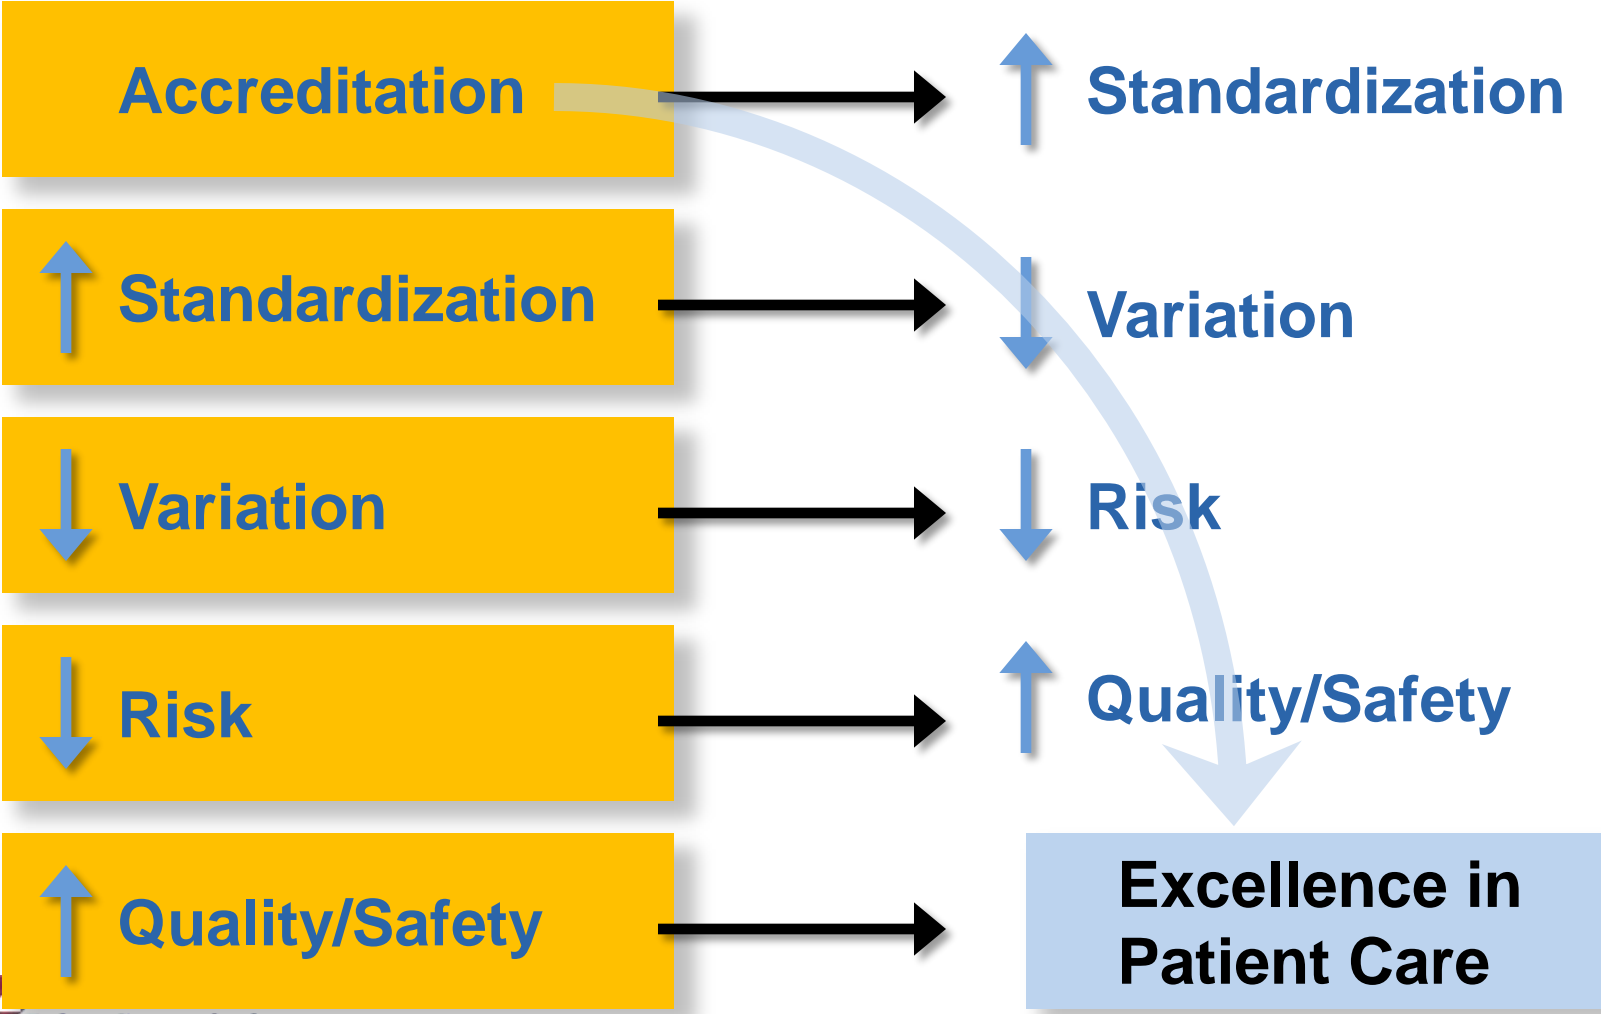 Accreditation
Standardization
Standardization
Variation
Variation
Risk
Risk
Quality/Safety
Quality/Safety
Excellence in
Patient Care